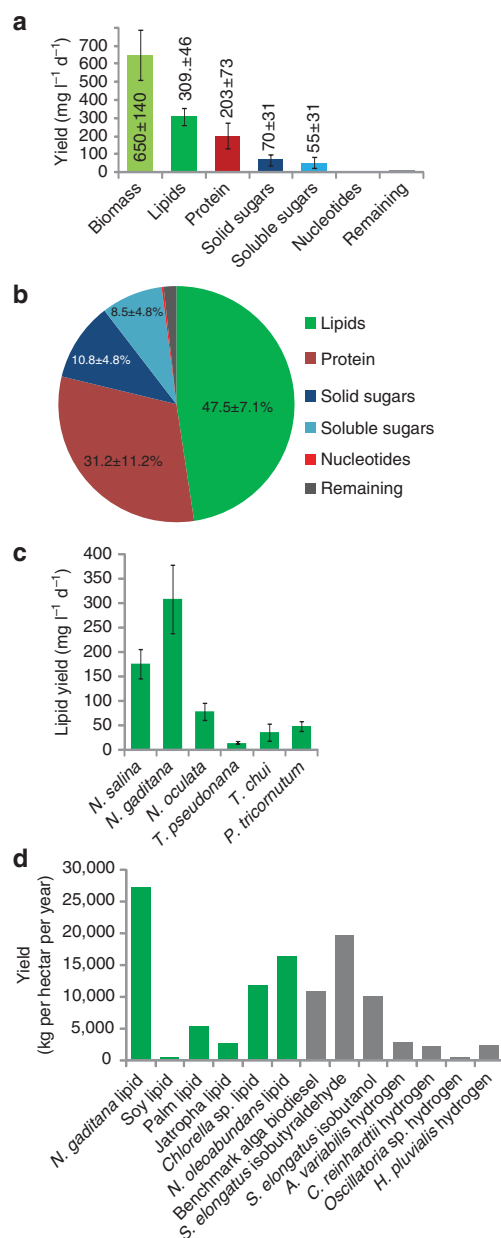 a
Yield (mg l⁻¹ d⁻¹)
700
600
500
400
300
200
100
0
650±140
309.±46
203±73
70±31
55±31
Biomass
Lipids
Protein
Solid sugars
Soluble sugars
Nucleotides
Remaining
b
8.5±4.8%
10.8±4.8%
47.5±7.1%
31.2±11.2%
Lipids
Protein
Solid sugars
Soluble sugars
Nucleotides
Remaining
c
Lipid yield (mg l⁻¹ d⁻¹)
400
350
300
250
200
150
100
50
0
N. salina
N. gaditana
N. oculata
T. pseudonana
T. chui
P. tricornutum
d
Yield
(kg per hectar per year)
30,000
25,000
20,000
15,000
10,000
5,000
0
N. gaditana lipid
Soy lipid
Palm lipid
Jatropha lipid
Chlorella sp. lipid
N. oleoabundans lipid
Benchmark alga biodiesel
S. elongatus isobutyraldehyde
S. elongatus isobutanol
A. variabilis hydrogen
C. reinhardtii hydrogen
Oscillatoria sp. hydrogen
H. pluvialis hydrogen